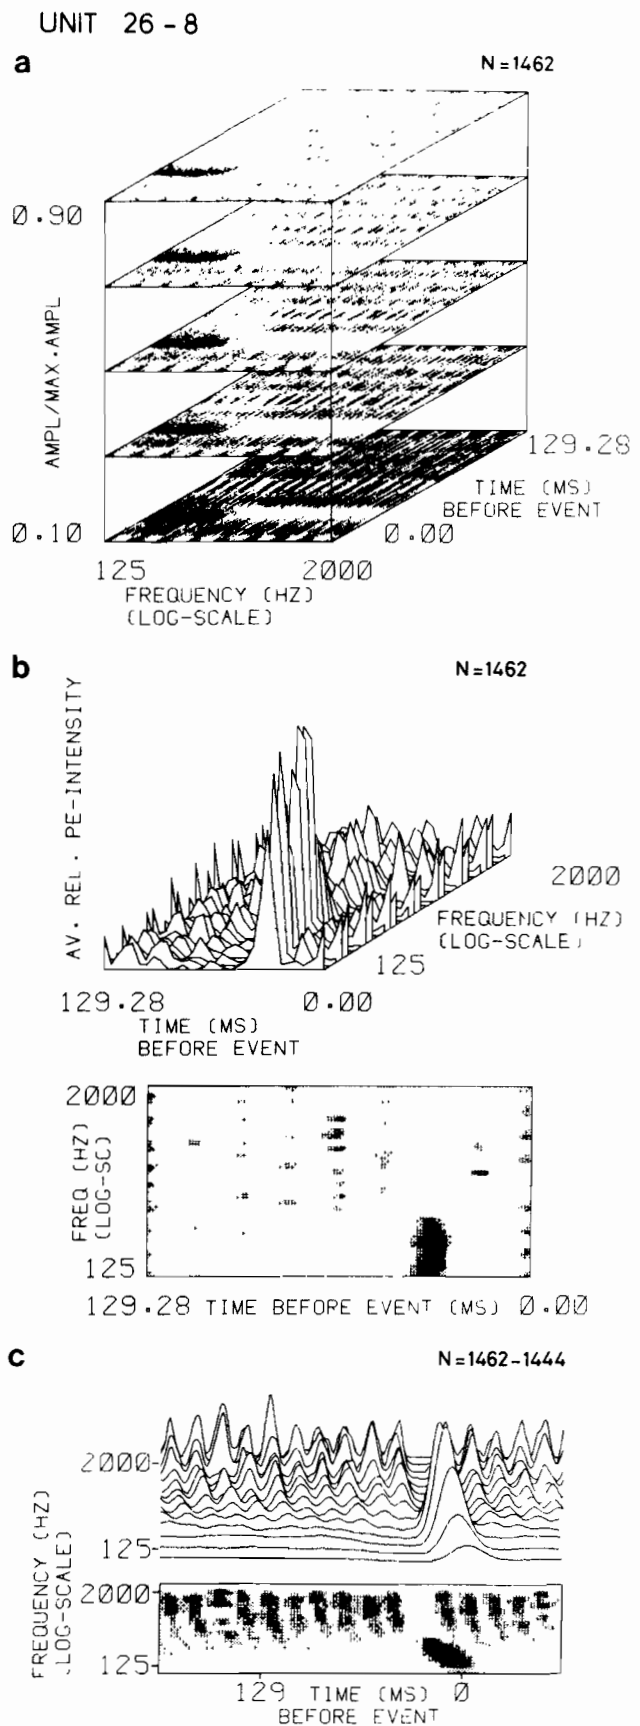 UNIT 26-8
a
N=1462
0.90
AMPL/MAX.AMPL
129.28
TIME (MS)
BEFORE EVENT
0.10
0.00
125
2000
FREQUENCY (HZ)
(LOG-SCALE)
b
N=1462
AV. REL. PE-INTENSITY
2000
FREQUENCY (HZ)
(LOG-SCALE)
125
129.28
0.00
TIME (MS)
BEFORE EVENT
2000
FREQ (HZ)
(LOG-SC)
125
129.28 TIME BEFORE EVENT (MS) 0.00
c
N=1462-1444
2000
125
FREQUENCY (HZ)
(LOG-SCALE)
2000
125
129 TIME (MS) 0
BEFORE EVENT